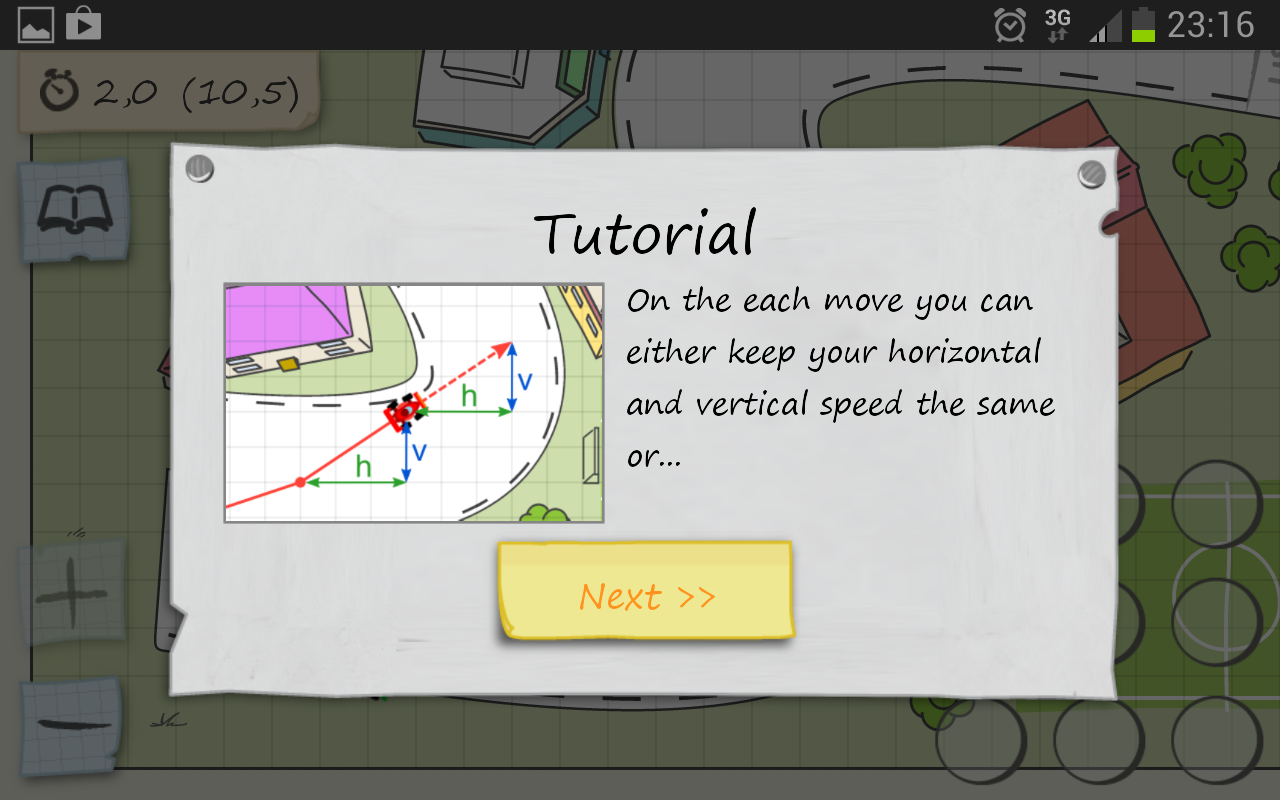 3G 23:16
2,0 (10,5)
Tutorial
On the each move you can
either keep your horizontal
and vertical speed the same
or...
v
h
v
h
Next >>